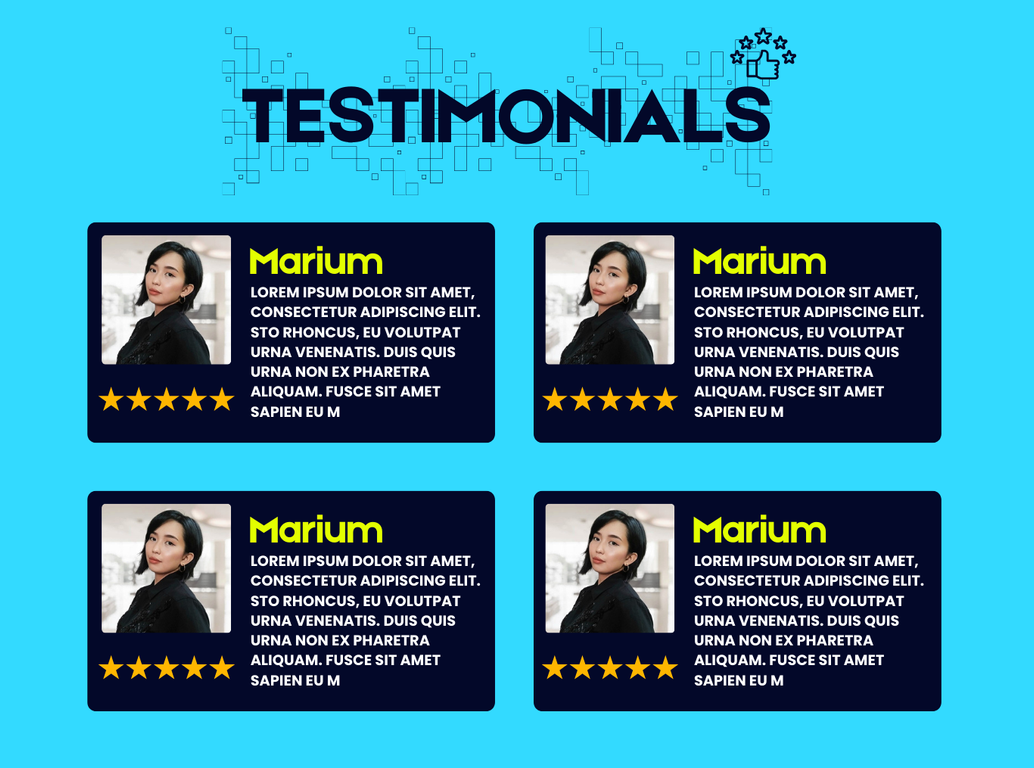 TESTIMONIALS
Marium
LOREM IPSUM DOLOR SIT AMET,
CONSECTETUR ADIPISCING ELIT.
STO RHONCUS, EU VOLUTPAT
URNA VENENATIS. DUIS QUIS
URNA NON EX PHARETRA
ALIQUAM. FUSCE SIT AMET
SAPIEN EU M
Marium
LOREM IPSUM DOLOR SIT AMET,
CONSECTETUR ADIPISCING ELIT.
STO RHONCUS, EU VOLUTPAT
URNA VENENATIS. DUIS QUIS
URNA NON EX PHARETRA
ALIQUAM. FUSCE SIT AMET
SAPIEN EU M
Marium
LOREM IPSUM DOLOR SIT AMET,
CONSECTETUR ADIPISCING ELIT.
STO RHONCUS, EU VOLUTPAT
URNA VENENATIS. DUIS QUIS
URNA NON EX PHARETRA
ALIQUAM. FUSCE SIT AMET
SAPIEN EU M
Marium
LOREM IPSUM DOLOR SIT AMET,
CONSECTETUR ADIPISCING ELIT.
STO RHONCUS, EU VOLUTPAT
URNA VENENATIS. DUIS QUIS
URNA NON EX PHARETRA
ALIQUAM. FUSCE SIT AMET
SAPIEN EU M